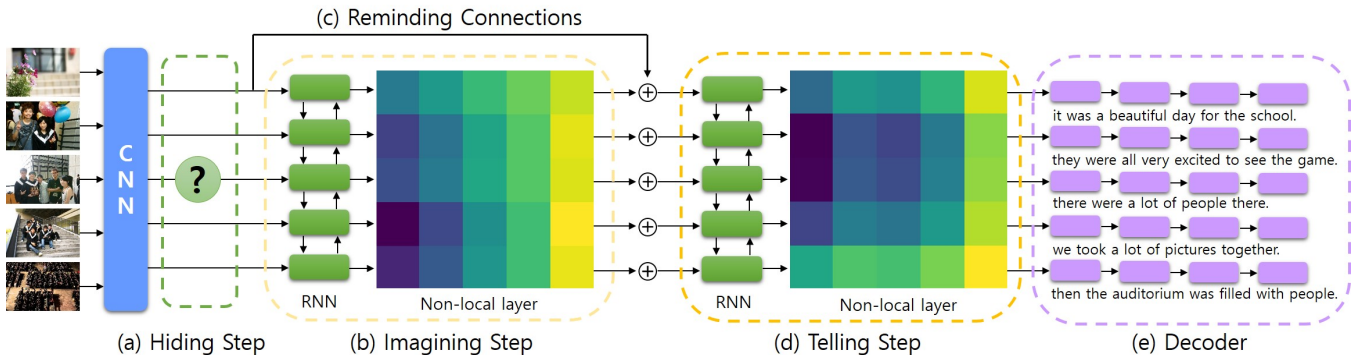 (c) Reminding Connections
CNN
?
RNN
Non-local layer
RNN
Non-local layer
it was a beautiful day for the school.
they were all very excited to see the game.
there were a lot of people there.
we took a lot of pictures together.
then the auditorium was filled with people.
(a) Hiding Step
(b) Imagining Step
(d) Telling Step
(e) Decoder